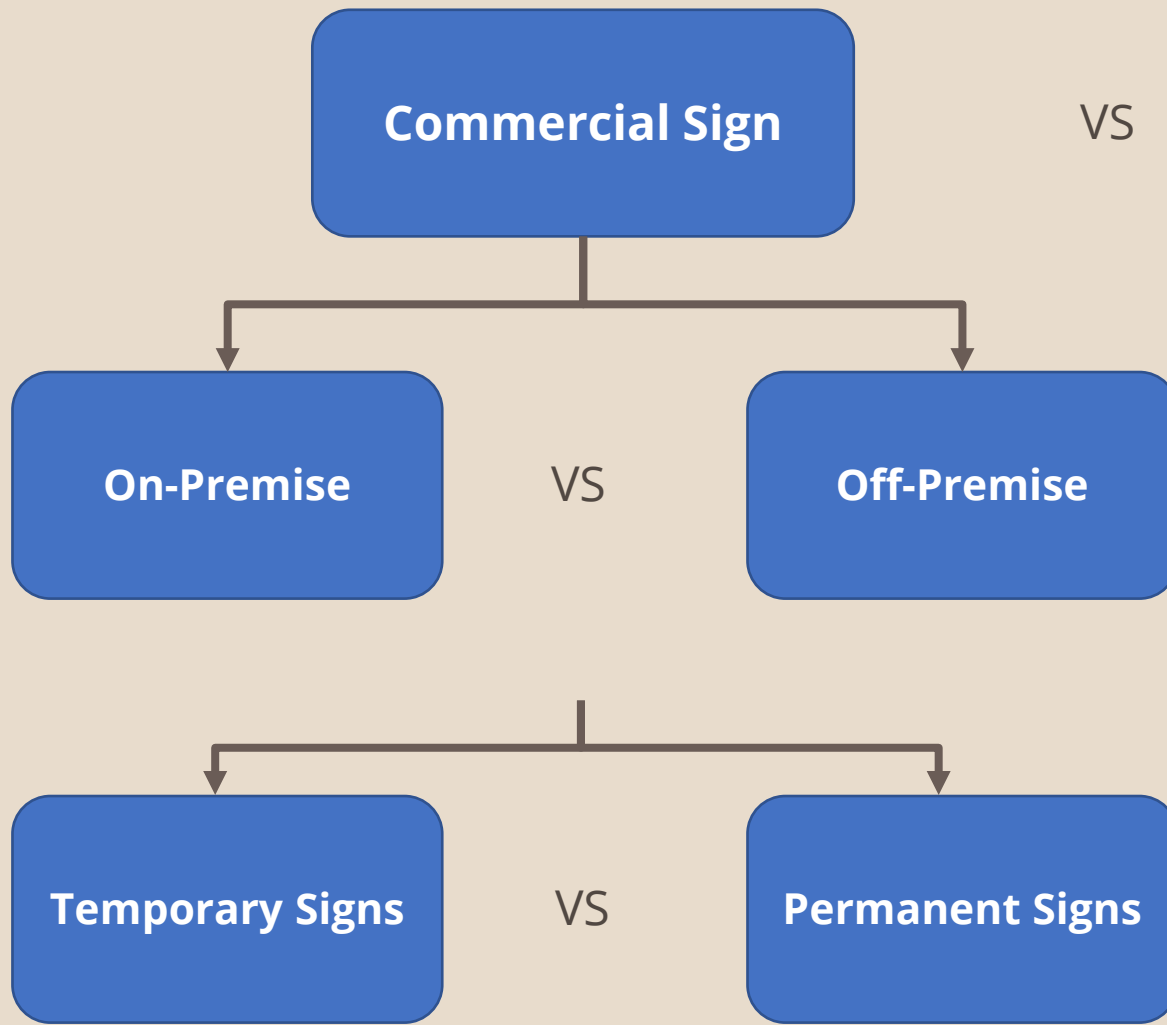 Commercial Sign
VS
On-Premise
VS
Off-Premise
Temporary Signs
VS
Permanent Signs